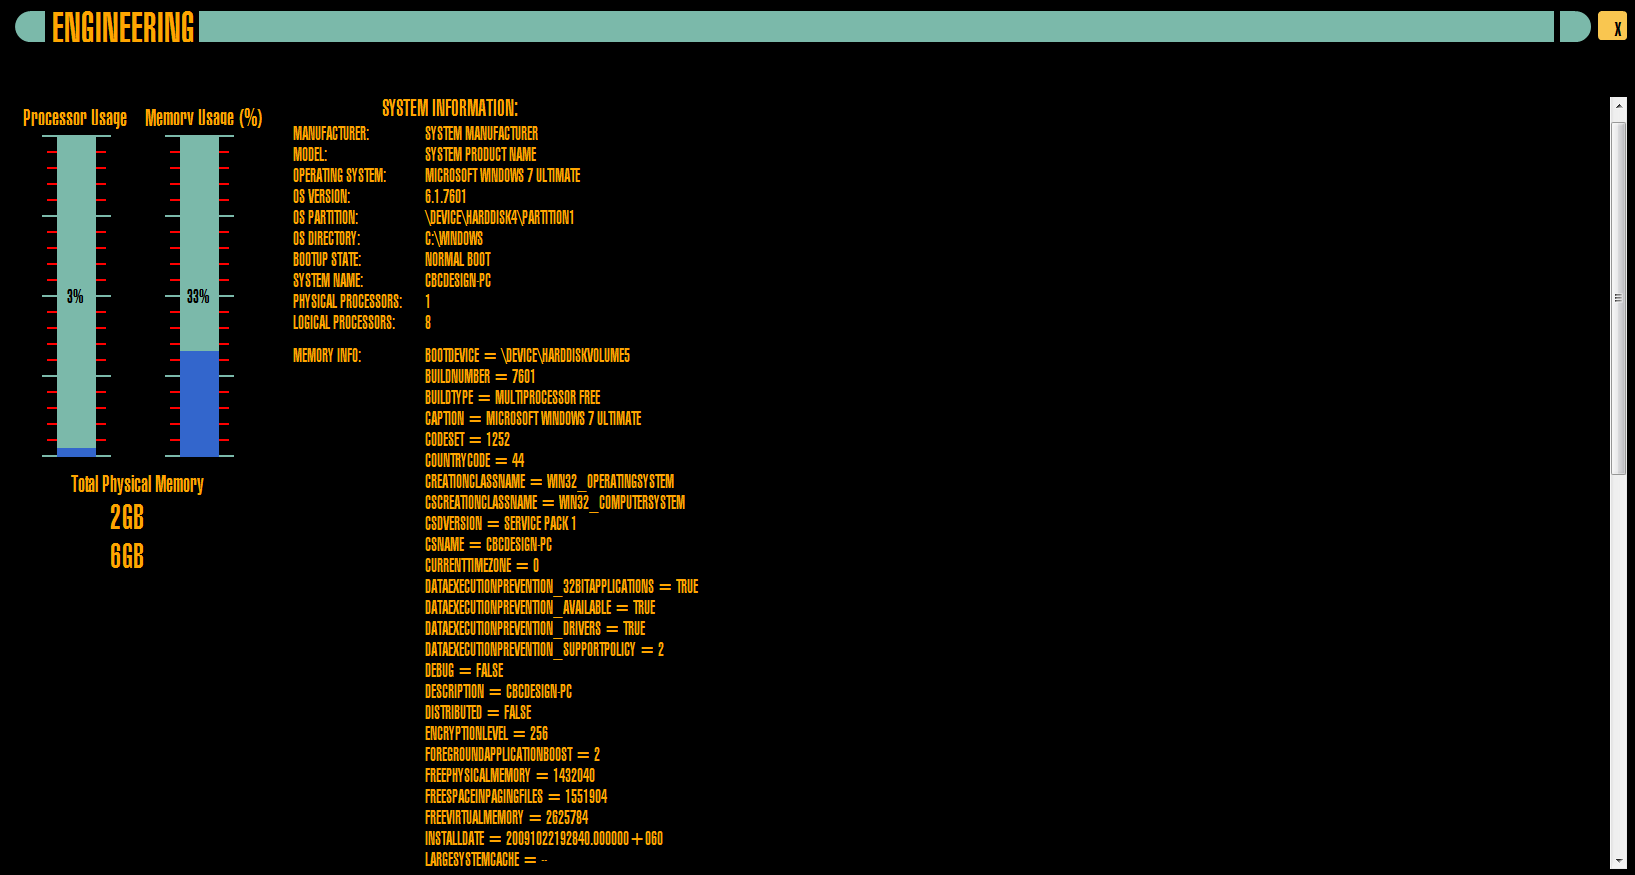 ENGINEERING
X
Processor Usage
Memory Usage (%)
3%
33%
Total Physical Memory
2GB
6GB
SYSTEM INFORMATION:
MANUFACTURER: SYSTEM MANUFACTURER
MODEL: SYSTEM PRODUCT NAME
OPERATING SYSTEM: MICROSOFT WINDOWS 7 ULTIMATE
OS VERSION: 6.1.7601
OS PARTITION: \DEVICE\HARDDISK4\PARTITION1
OS DIRECTORY: C:\WINDOWS
BOOTUP STATE: NORMAL BOOT
SYSTEM NAME: CBCDESIGN-PC
PHYSICAL PROCESSORS: 1
LOGICAL PROCESSORS: 8
MEMORY INFO: BOOTDEVICE = \DEVICE\HARDDISKVOLUME5
BUILDNUMBER = 7601
BUILDTYPE = MULTIPROCESSOR FREE
CAPTION = MICROSOFT WINDOWS 7 ULTIMATE
CODESET = 1252
COUNTRYCODE = 44
CREATIONCLASSNAME = WIN32_OPERATINGSYSTEM
CSCREATIONCLASSNAME = WIN32_COMPUTERSYSTEM
CSDVERSION = SERVICE PACK 1
CSNAME = CBCDESIGN-PC
CURRENTTIMEZONE = 0
DATAEXECUTIONPREVENTION_32BITAPPLICATIONS = TRUE
DATAEXECUTIONPREVENTION_AVAILABLE = TRUE
DATAEXECUTIONPREVENTION_DRIVERS = TRUE
DATAEXECUTIONPREVENTION_SUPPORTPOLICY = 2
DEBUG = FALSE
DESCRIPTION = CBCDESIGN-PC
DISTRIBUTED = FALSE
ENCRYPTIONLEVEL = 256
FOREGROUNDAPPLICATIONBOOST = 2
FREEPHYSICALMEMORY = 1432040
FREESPACEINPAGINGFILES = 1551904
FREEVIRTUALMEMORY = 2625784
INSTALLDATE = 20091022192840.000000+060
LARGESYSTEMCACHE = --